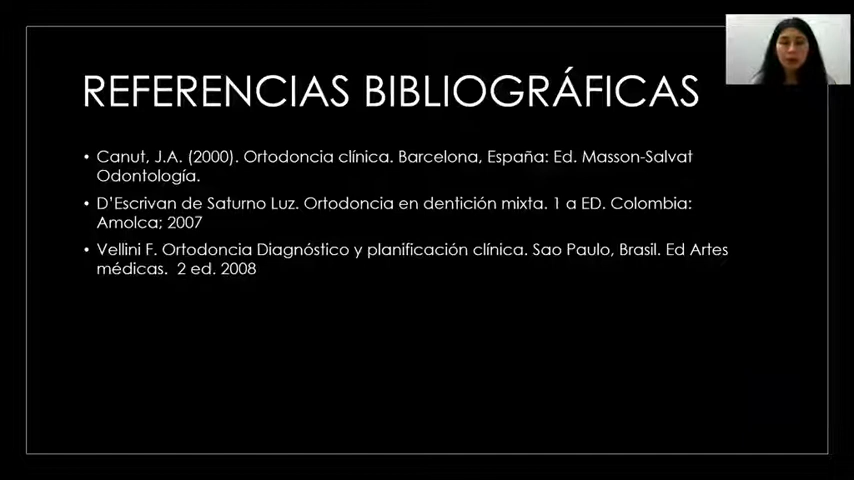 REFERENCIAS BIBLIOGRÁFICAS
• Canut, J.A. (2000). Ortodoncia clínica. Barcelona, España: Ed. Masson-Salvat
Odontología.
• D'Escrivan de Saturno Luz. Ortodoncia en dentición mixta. 1 a ED. Colombia:
Amolca; 2007
• Vellini F. Ortodoncia Diagnóstico y planificación clínica. Sao Paulo, Brasil. Ed Artes
médicas.  2 ed. 2008